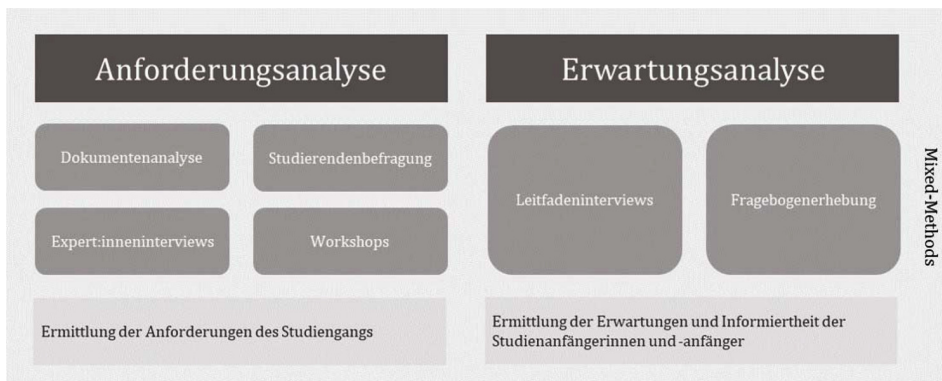 Anforderungsanalyse
Dokumentenanalyse
Studierendenbefragung
Expert:inneninterviews
Workshops
Ermittlung der Anforderungen des Studiengangs
Erwartungsanalyse
Leitfadeninterviews
Fragebogenerhebung
Ermittlung der Erwartungen und Informiertheit der
Studienanfängerinnen und -anfänger
Mixed-Methods